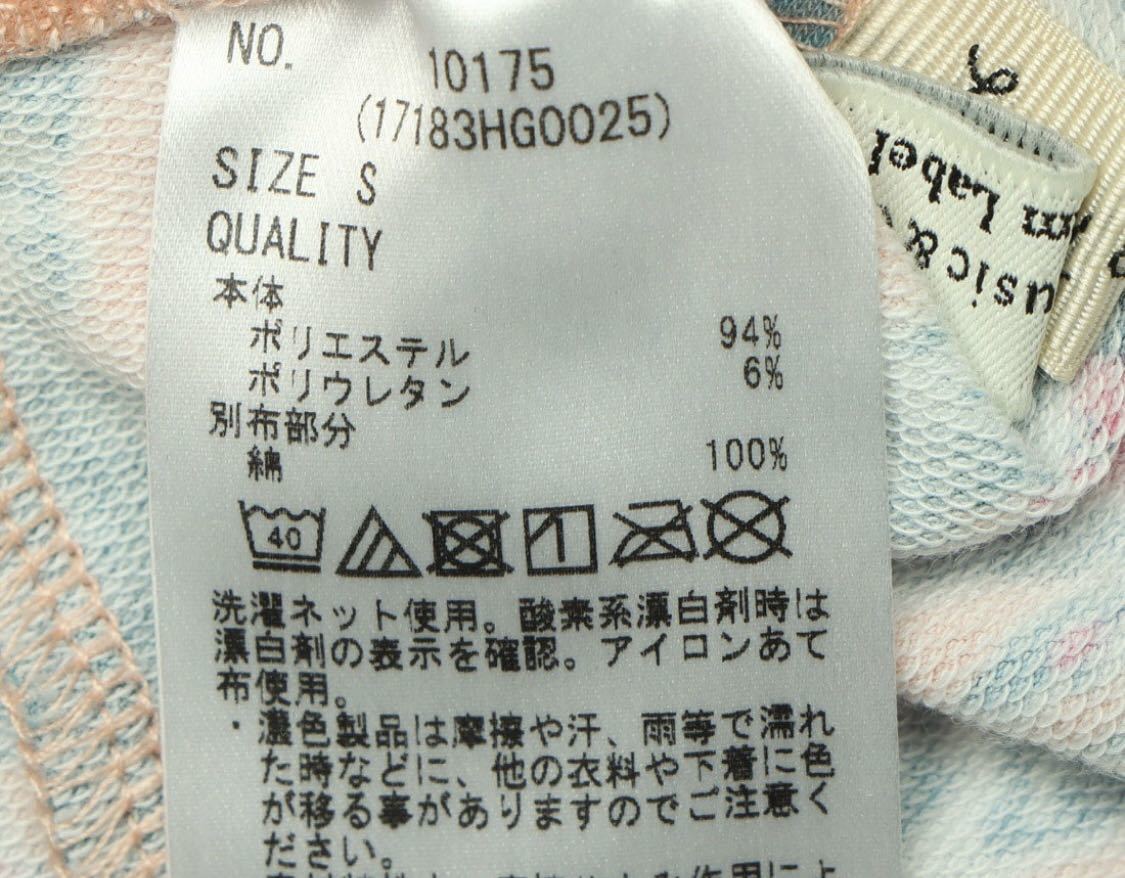 NO. 10175
(17183HG0025)
SIZE S
QUALITY
本体
ポリエステル 94%
ポリウレタン 6%
別布部分
綿 100%
40
洗濯ネット使用。酸素系漂白剤時は
漂白剤の表示を確認。アイロンあて
布使用。
・濃色製品は摩擦や汗、雨等で濡れ
た時などに、他の衣料や下着に色
が移る事がありますのでご注意く
ださい。
Label
usic&